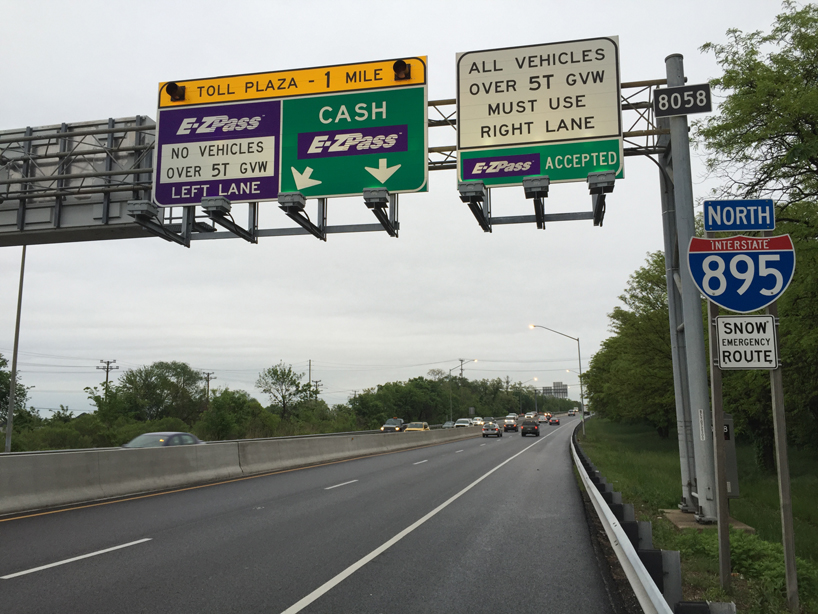 TOLL PLAZA - 1 MILE
E-ZPass
NO VEHICLES
OVER 5T GVW
LEFT LANE
CASH
E-ZPass
ALL VEHICLES
OVER 5T GVW
MUST USE
RIGHT LANE
E-ZPass ACCEPTED
8058
NORTH
INTERSTATE
895
SNOW
EMERGENCY
ROUTE